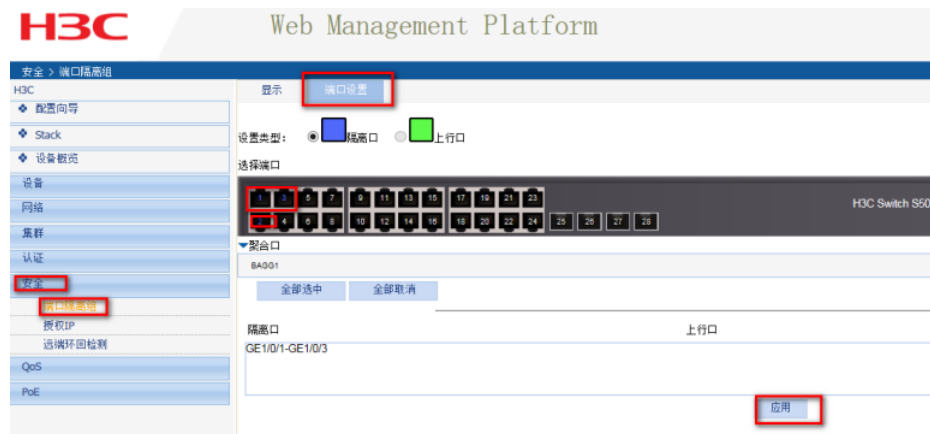 H3C Web Management Platform
安全 > 端口隔离组
H3C
显示 端口设置
配置向导
Stack
设备概览
设备
网络
集群
认证
安全
端口隔离组
授权IP
远端环回检测
QoS
PoE
设置类型： 隔离口 上行口
选择端口
1 3 5 7 9 11 13 15 17 19 21 23
2 4 6 8 10 12 14 16 18 20 22 24 25 26 27 28
H3C Switch S50
聚合口
BAGG1
全部选中 全部取消
隔离口 上行口
GE1/0/1-GE1/0/3
应用